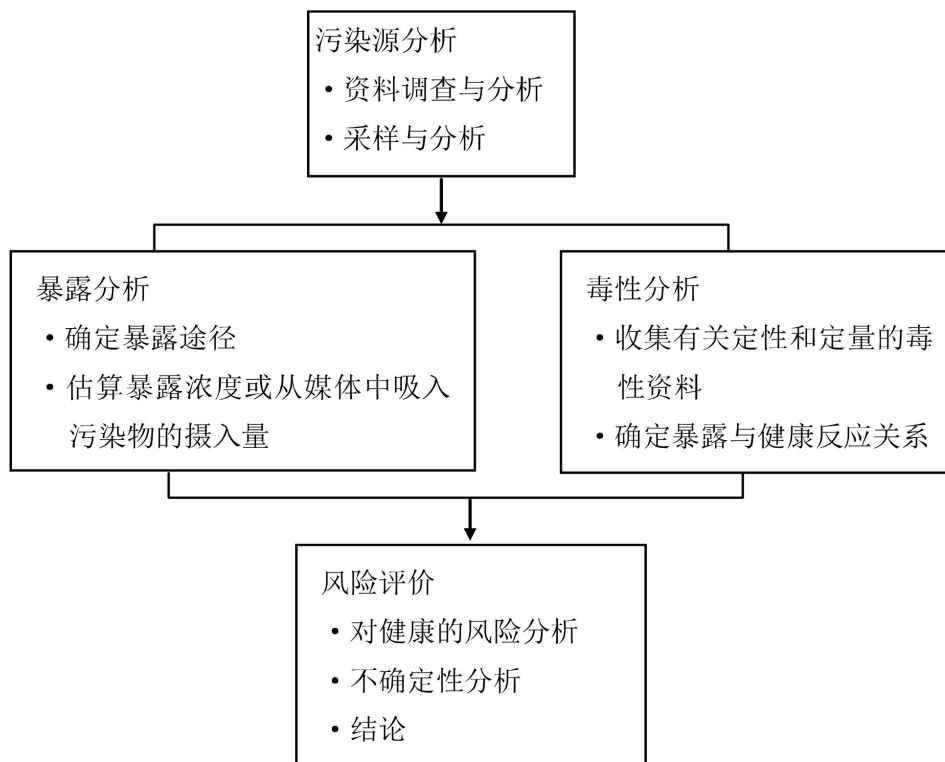 污染源分析
・资料调查与分析
・采样与分析
暴露分析
・确定暴露途径
・估算暴露浓度或从媒体中吸入
污染物的摄入量
毒性分析
・收集有关定性和定量的毒
性资料
・确定暴露与健康反应关系
风险评价
・对健康的风险分析
・不确定性分析
・结论